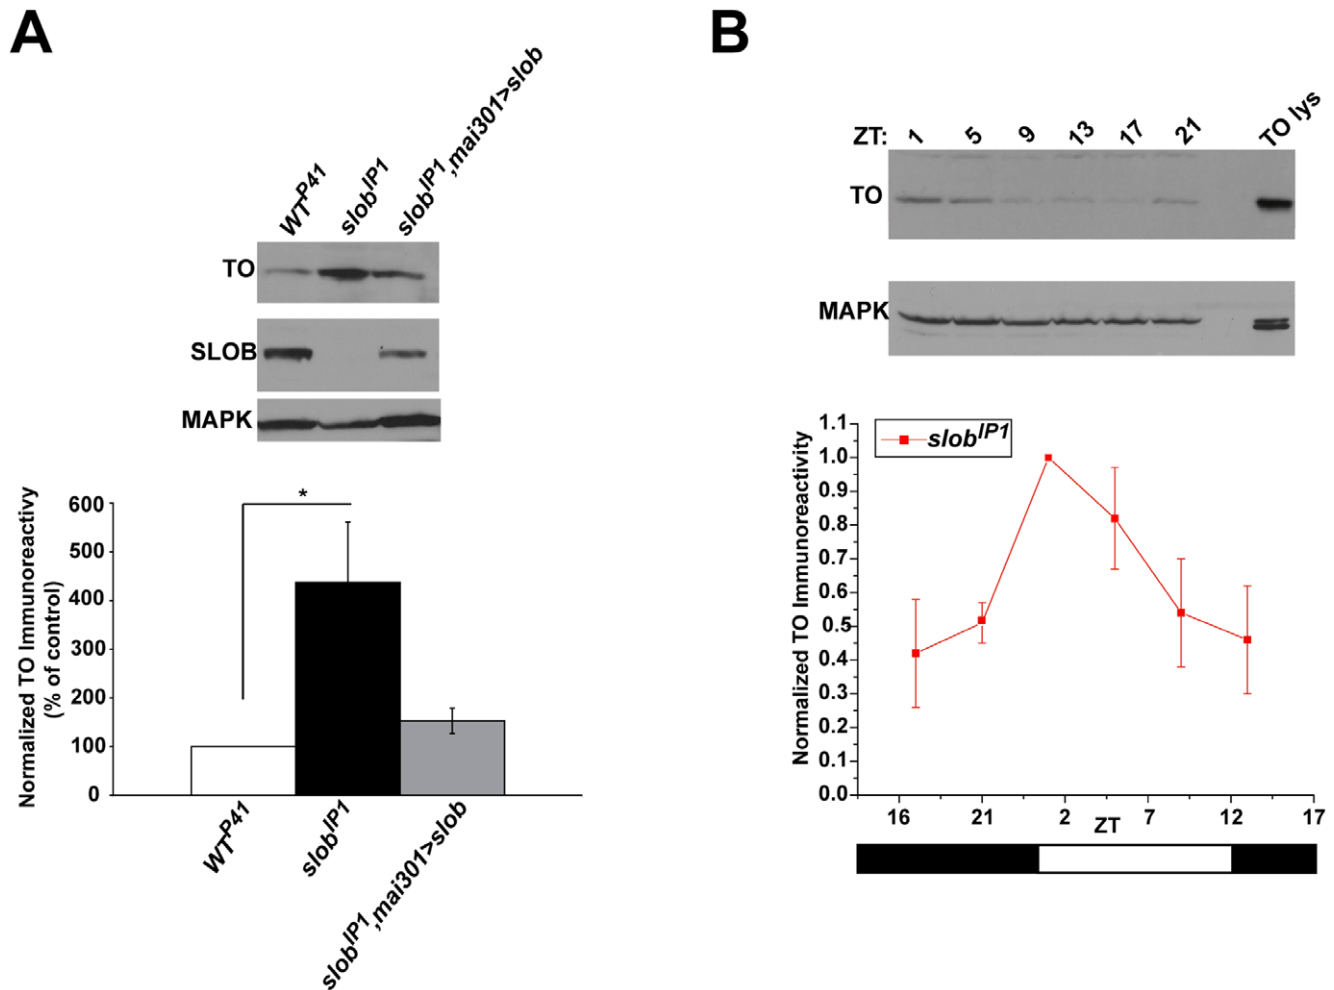 A
WT^P41
slob^IP1
slob^IP1,mai301>slob
TO
SLOB
MAPK
Normalized TO Immunoreactivy
(% of control)
600
500
400
300
200
100
0
*
WT^P41
slob^IP1
slob^IP1,mai301>slob
B
ZT: 1 5 9 13 17 21 TO lys
TO
MAPK
Normalized TO Immunoreactivity
1.1
1.0
0.9
0.8
0.7
0.6
0.5
0.4
0.3
0.2
0.1
0.0
slob^IP1
16 21 2 7 12 17
ZT